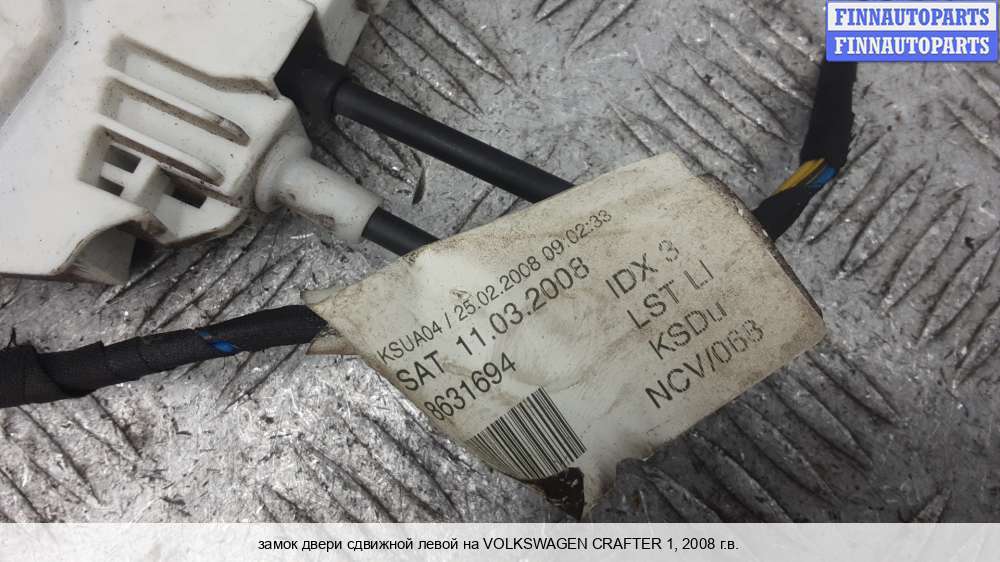 FINNAUTOPARTS
FINNAUTOPARTS
KSUA04 / 25.02.2008 09:02:33
SAT 11.03.2008
8631694
IDX 3
LST LI
KSDu
NCV/068
замок двери сдвижной левой на VOLKSWAGEN CRAFTER 1, 2008 г.в.